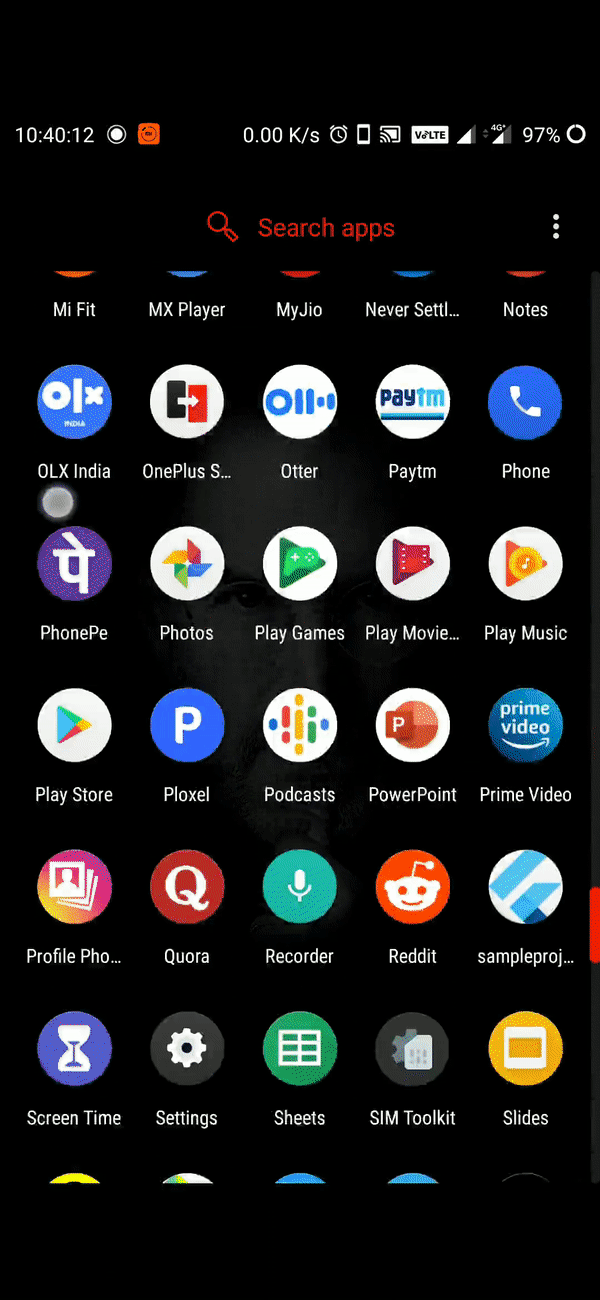 10:40:12 0.00 K/s VoLTE 4G+ 97%
Search apps
Mi Fit MX Player MyJio Never Settl... Notes
olx paytm
INDIA
OLX India OnePlus S... Otter Paytm Phone
पे
PhonePe Photos Play Games Play Movie... Play Music
P P prime video
Play Store Ploxel Podcasts PowerPoint Prime Video
Q
Profile Pho... Quora Recorder Reddit sampleproj...
Screen Time Settings Sheets SIM Toolkit Slides